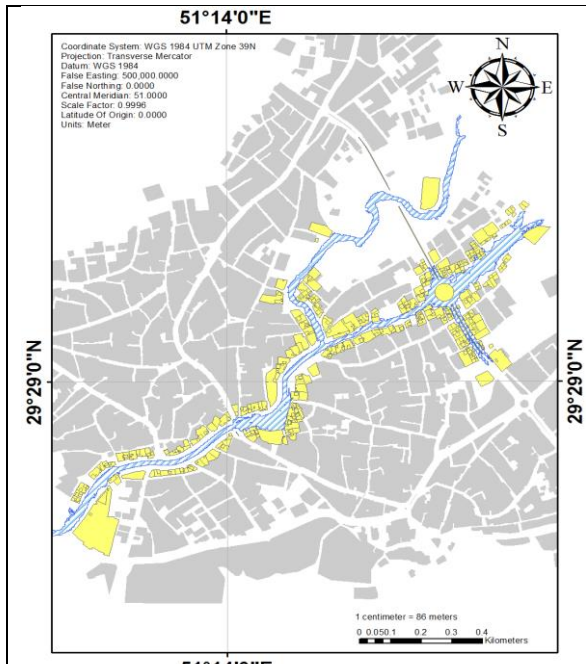 51°14'0"E
Coordinate System: WGS 1984 UTM Zone 39N
Projection: Transverse Mercator
Datum: WGS 1984
False Easting: 500,000.0000
False Northing: 0.0000
Central Meridian: 51.0000
Scale Factor: 0.9996
Latitude Of Origin: 0.0000
Units: Meter
N
W E
S
29°29'0"N 29°29'0"N
1 centimeter = 86 meters
0 0.050.1 0.2 0.3 0.4
Kilometers
51°14'0"E